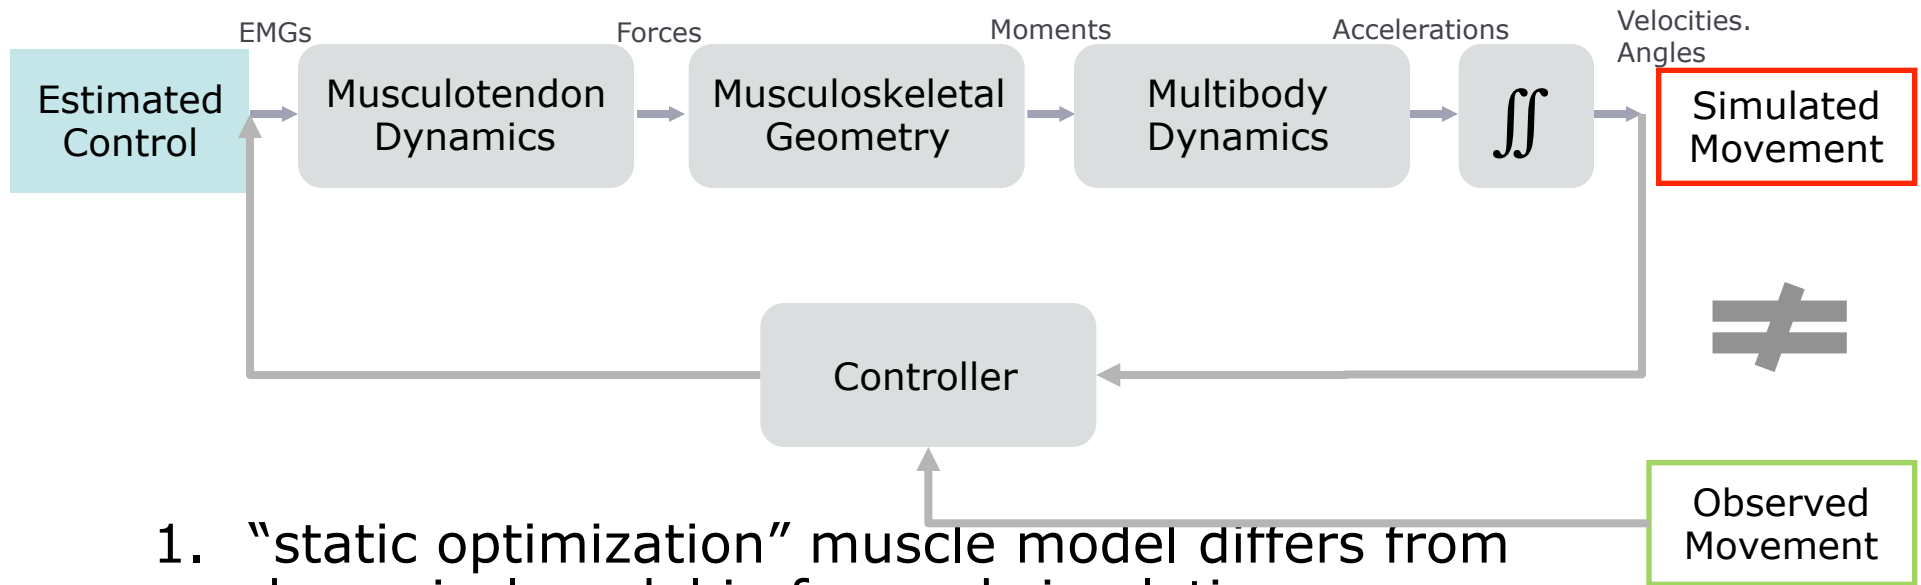 EMGs
Forces
Moments
Accelerations
Velocities.
Angles
Estimated
Control
Musculotendon
Dynamics
Musculoskeletal
Geometry
Multibody
Dynamics
∬
Simulated
Movement
≠
Controller
Observed
Movement
1. “static optimization” muscle model differs from